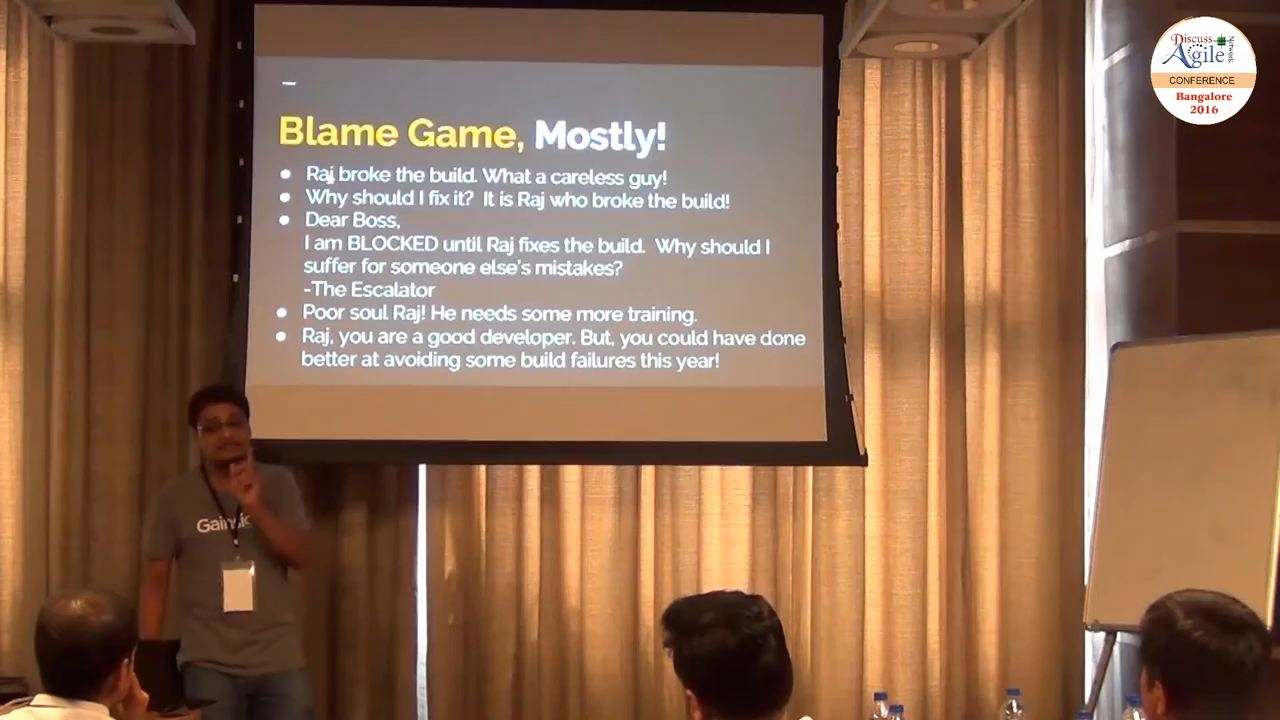 Discuss
Agile
Network
CONFERENCE
Bangalore
2016
Blame Game, Mostly!
● Raj broke the build. What a careless guy!
● Why should I fix it? It is Raj who broke the build!
● Dear Boss,
I am BLOCKED until Raj fixes the build. Why should I
suffer for someone else's mistakes?
-The Escalator
● Poor soul Raj! He needs some more training.
● Raj, you are a good developer. But, you could have done
better at avoiding some build failures this year!